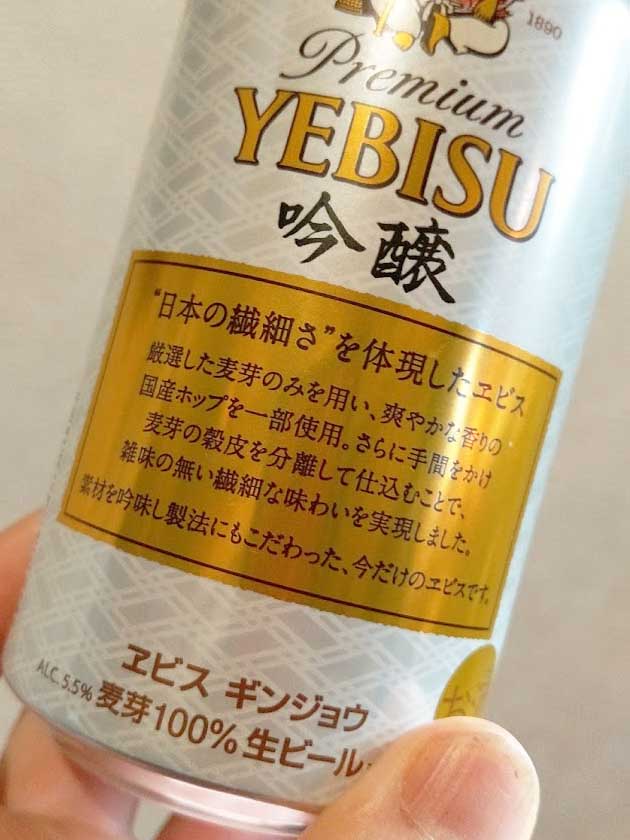 1890
Premium
YEBISU
吟醸
“日本の繊細さ”を体現したヱビス
厳選した麦芽のみを用い、爽やかな香りの
国産ホップを一部使用。さらに手間をかけ
麦芽の穀皮を分離して仕込むことで、
雑味の無い繊細な味わいを実現しました。
素材を吟味し製法にもこだわった、今だけのヱビスです。
ヱビス ギンジョウ
ALC. 5.5% 麦芽100% 生ビール